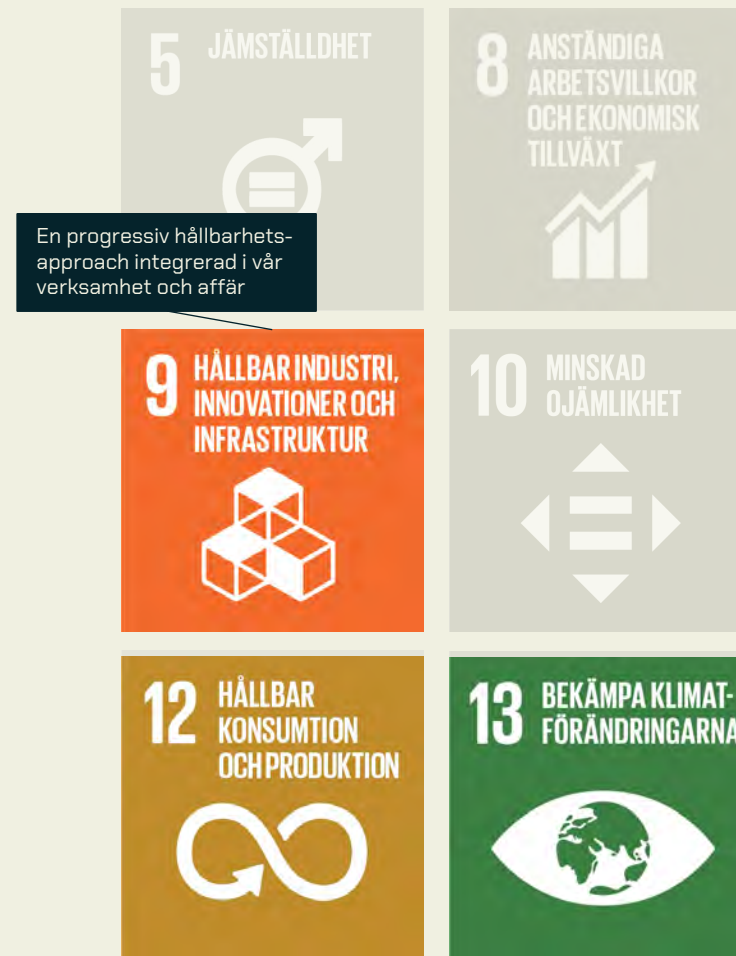 5 JÄMSTÄLLDHET
8 ANSTÄNDIGA
ARBETSVILLKOR
OCH EKONOMISK
TILLVÄXT
En progressiv hållbarhets-
approach integrerad i vår
verksamhet och affär
9 HÅLLBAR INDUSTRI,
INNOVATIONER OCH
INFRASTRUKTUR
10 MINSKAD
OJÄMLIKHET
12 HÅLLBAR
KONSUMTION
OCH PRODUKTION
13 BEKÄMPA KLIMAT-
FÖRÄNDRINGARNA